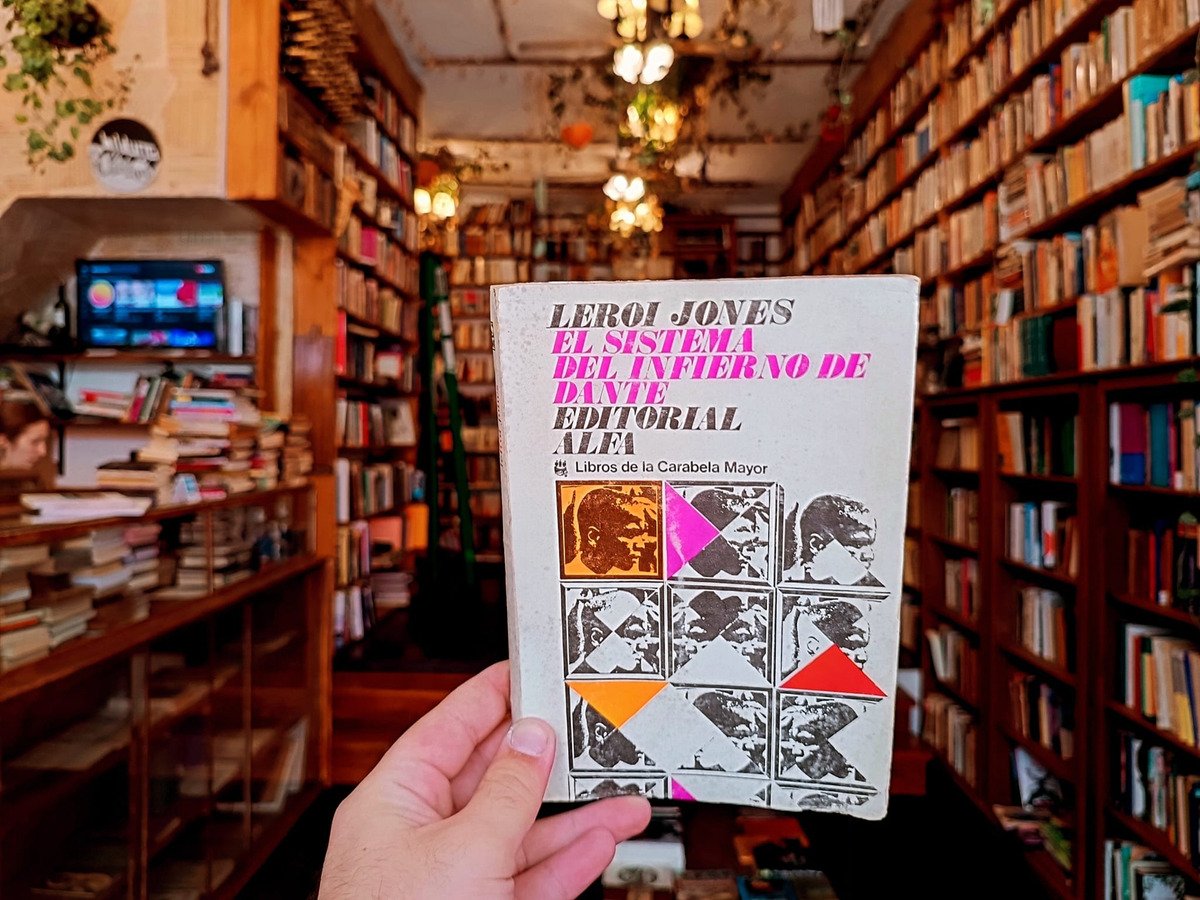 LEROI JONES
EL SISTEMA
DEL INFIERNO DE
DANTE
EDITORIAL
ALFA
Libros de la Carabela Mayor